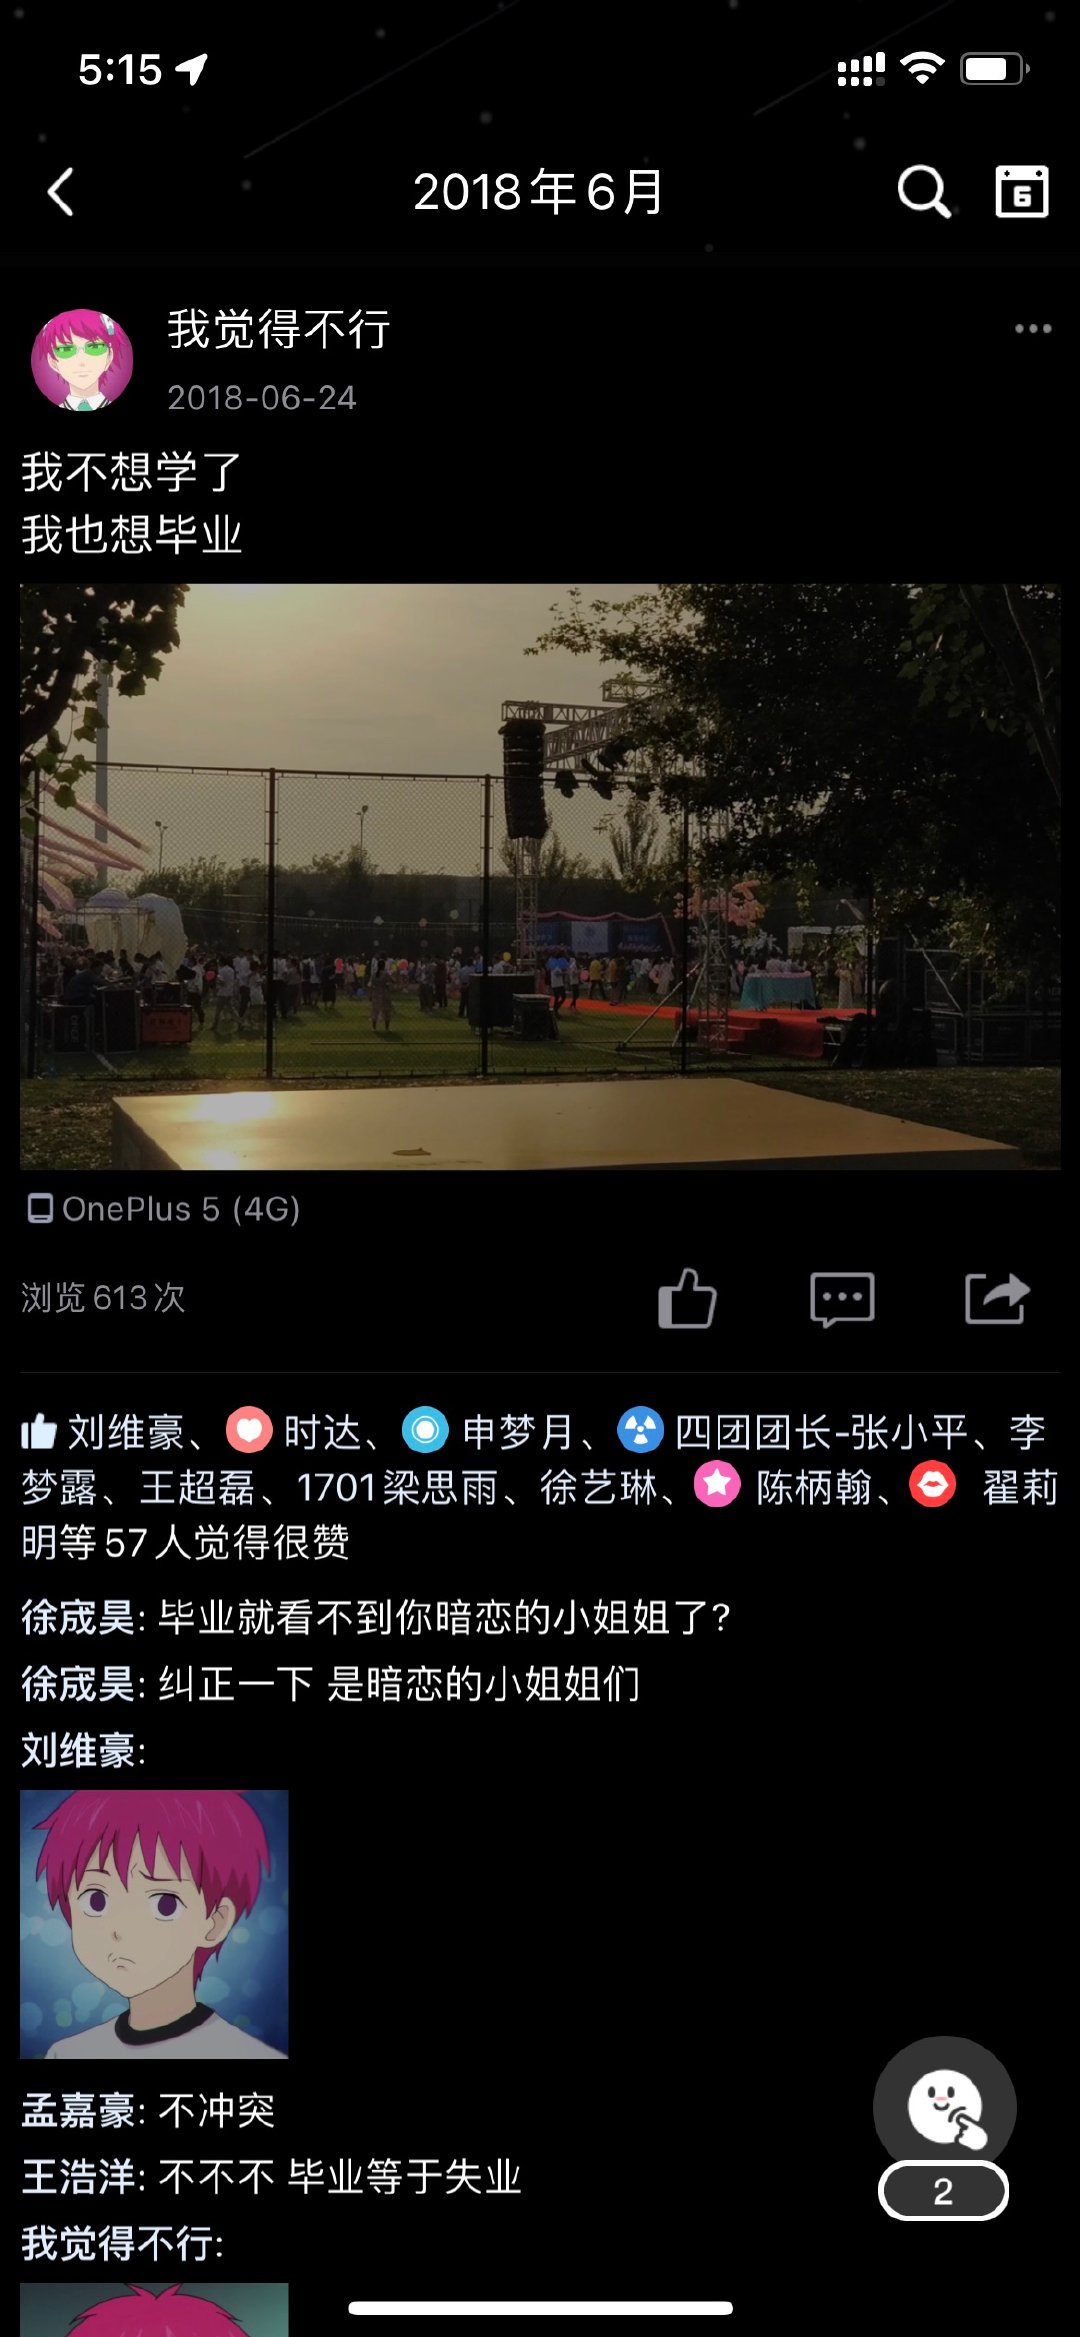 5:15
2018年6月
6
我觉得不行
2018-06-24
我不想学了
我也想毕业
OnePlus 5 (4G)
浏览613次
刘维豪、时达、申梦月、四团团长-张小平、李
梦露、王超磊、1701梁思雨、徐艺琳、陈柄翰、翟莉
明等57人觉得很赞
徐宬昊: 毕业就看不到你暗恋的小姐姐了?
徐宬昊: 纠正一下 是暗恋的小姐姐们
刘维豪:
孟嘉豪: 不冲突
王浩洋: 不不不 毕业等于失业
2
我觉得不行: